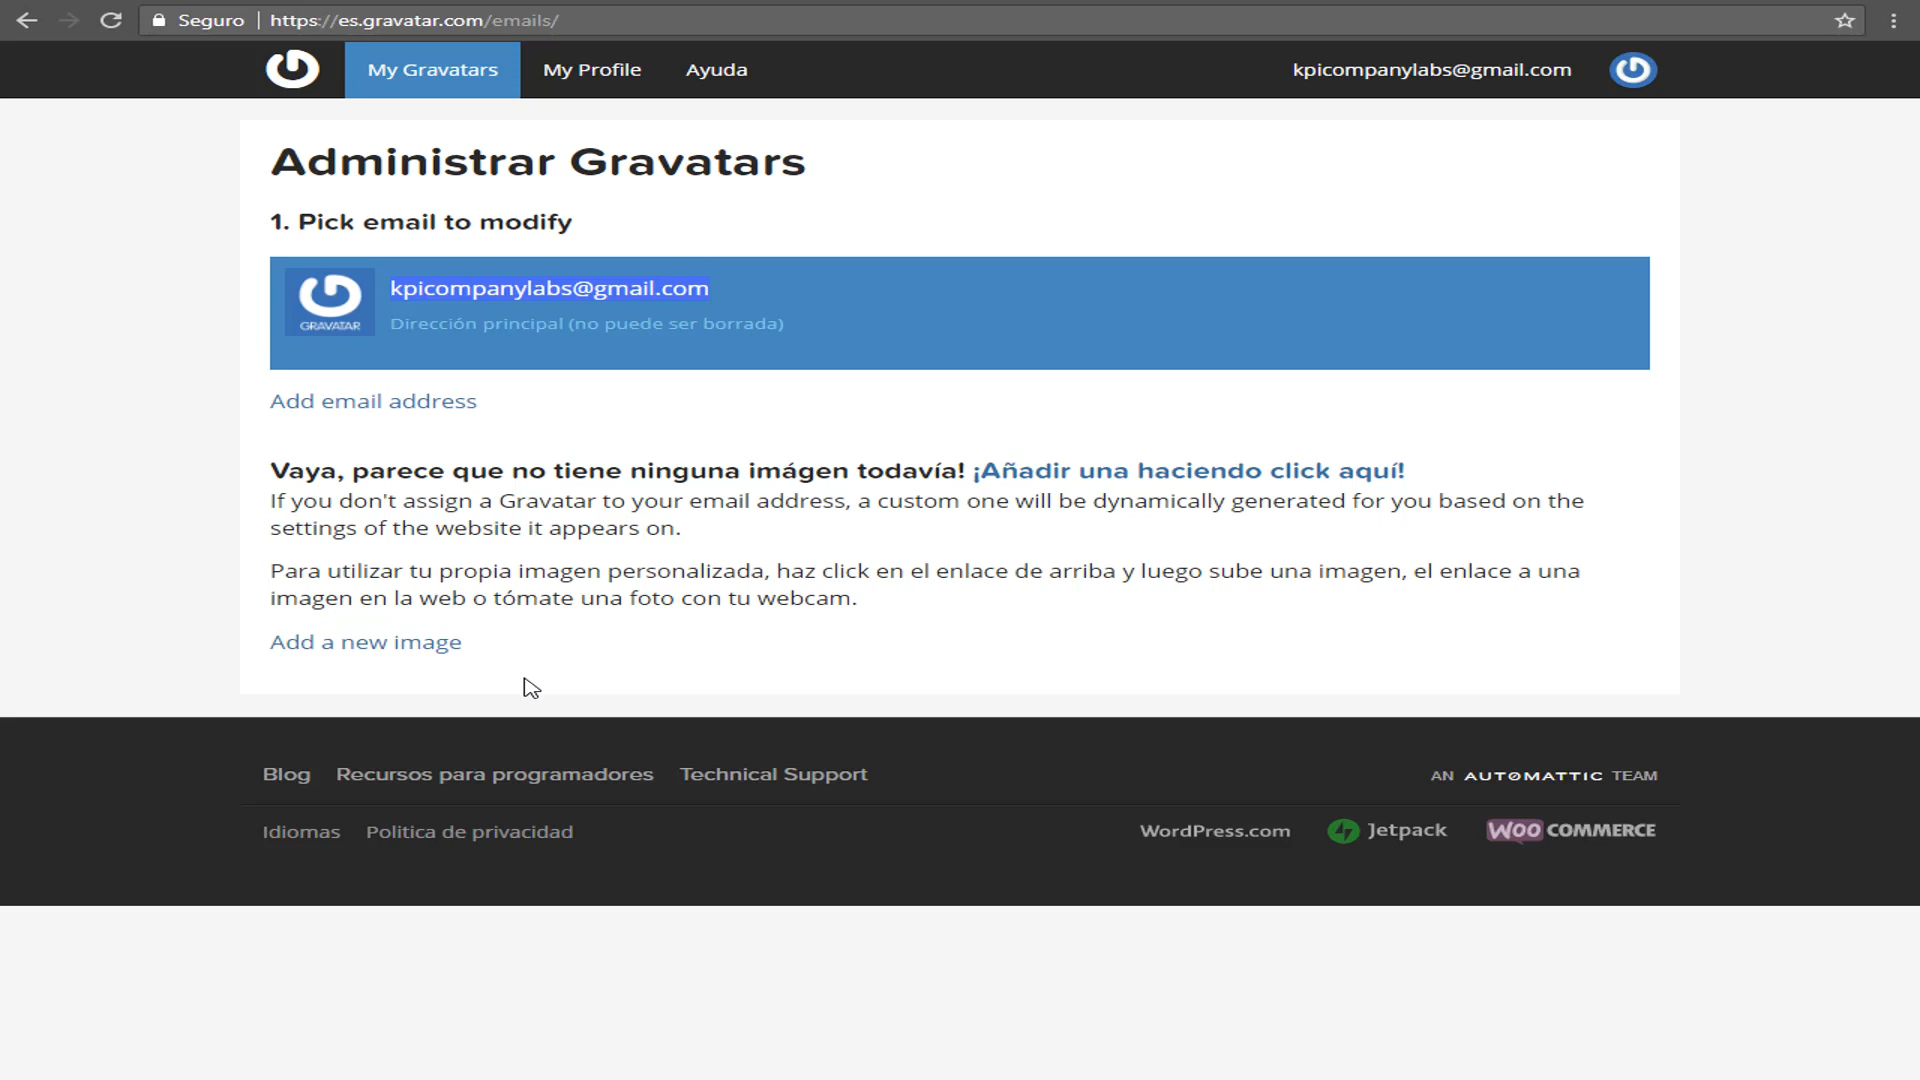 Seguro https://es.gravatar.com/emails/
My Gravatars My Profile Ayuda kpicompanylabs@gmail.com
Administrar Gravatars
1. Pick email to modify
kpicompanylabs@gmail.com
GRAVATAR
Dirección principal (no puede ser borrada)
Add email address
Vaya, parece que no tiene ninguna imágen todavía! ¡Añadir una haciendo click aquí!
If you don't assign a Gravatar to your email address, a custom one will be dynamically generated for you based on the
settings of the website it appears on.
Para utilizar tu propia imagen personalizada, haz click en el enlace de arriba y luego sube una imagen, el enlace a una
imagen en la web o tómate una foto con tu webcam.
Add a new image
Blog Recursos para programadores Technical Support AN AUTOMATTIC TEAM
Idiomas Politica de privacidad WordPress.com Jetpack WOO COMMERCE